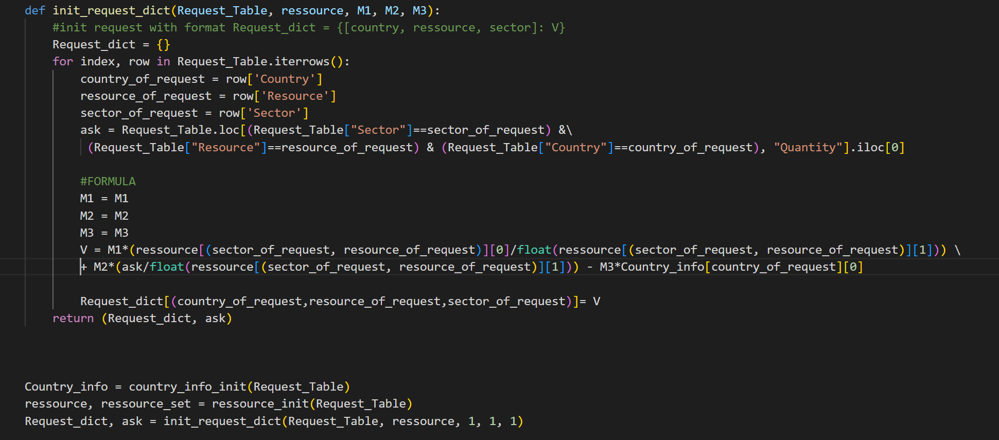 def init_request_dict(Request_Table, ressource, M1, M2, M3):
    #init request with format Request_dict = {[country, ressource, sector]: V}
    Request_dict = {}
    for index, row in Request_Table.iterrows():
        country_of_request = row['Country']
        resource_of_request = row['Resource']
        sector_of_request = row['Sector']
        ask = Request_Table.loc[(Request_Table["Sector"]==sector_of_request) &\
         (Request_Table["Resource"]==resource_of_request) & (Request_Table["Country"]==country_of_request), "Quantity"].iloc[0]

        #FORMULA
        M1 = M1
        M2 = M2
        M3 = M3
        V = M1*(ressource[(sector_of_request, resource_of_request)][0]/float(ressource[(sector_of_request, resource_of_request)][1])) \
        + M2*(ask/float(ressource[(sector_of_request, resource_of_request)][1])) - M3*Country_info[country_of_request][0]

        Request_dict[(country_of_request,resource_of_request,sector_of_request)]= V
    return (Request_dict, ask)

Country_info = country_info_init(Request_Table)
ressource, ressource_set = ressource_init(Request_Table)
Request_dict, ask = init_request_dict(Request_Table, ressource, 1, 1, 1)